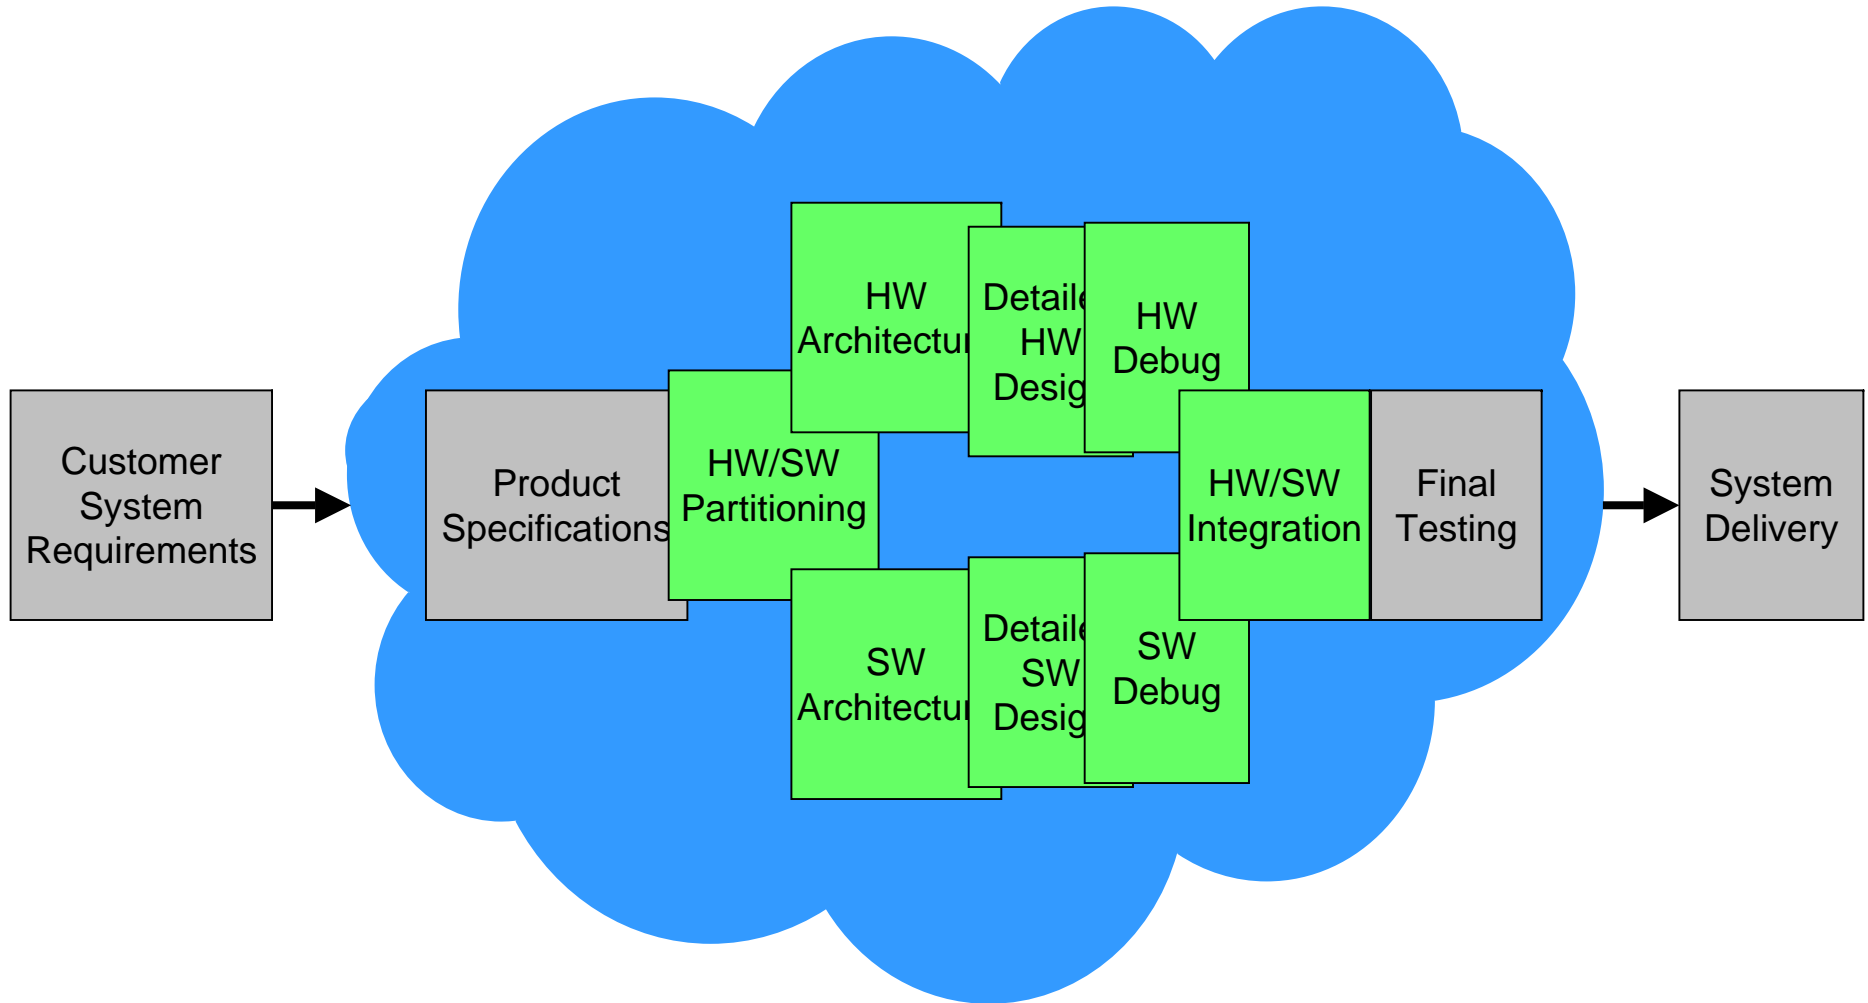 Customer
System
Requirements
Product
Specifications
HW/SW
Partitioning
HW
Architectur
Detaile
HW
Desig
HW
Debug
SW
Architectur
Detaile
SW
Desig
SW
Debug
HW/SW
Integration
Final
Testing
System
Delivery